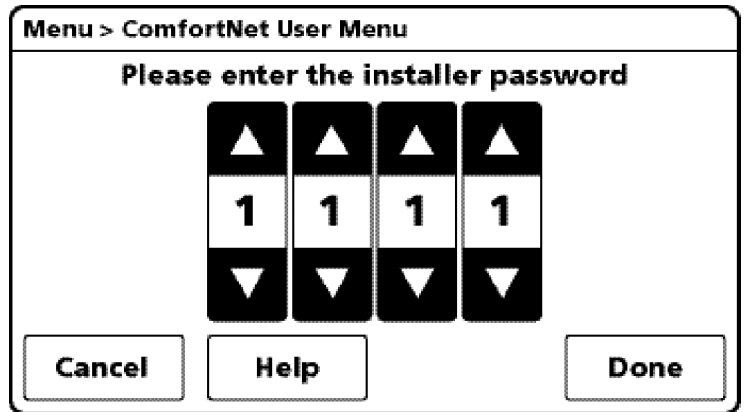 Menu > ComfortNet User Menu
Please enter the installer password
1 1 1 1
Cancel Help Done